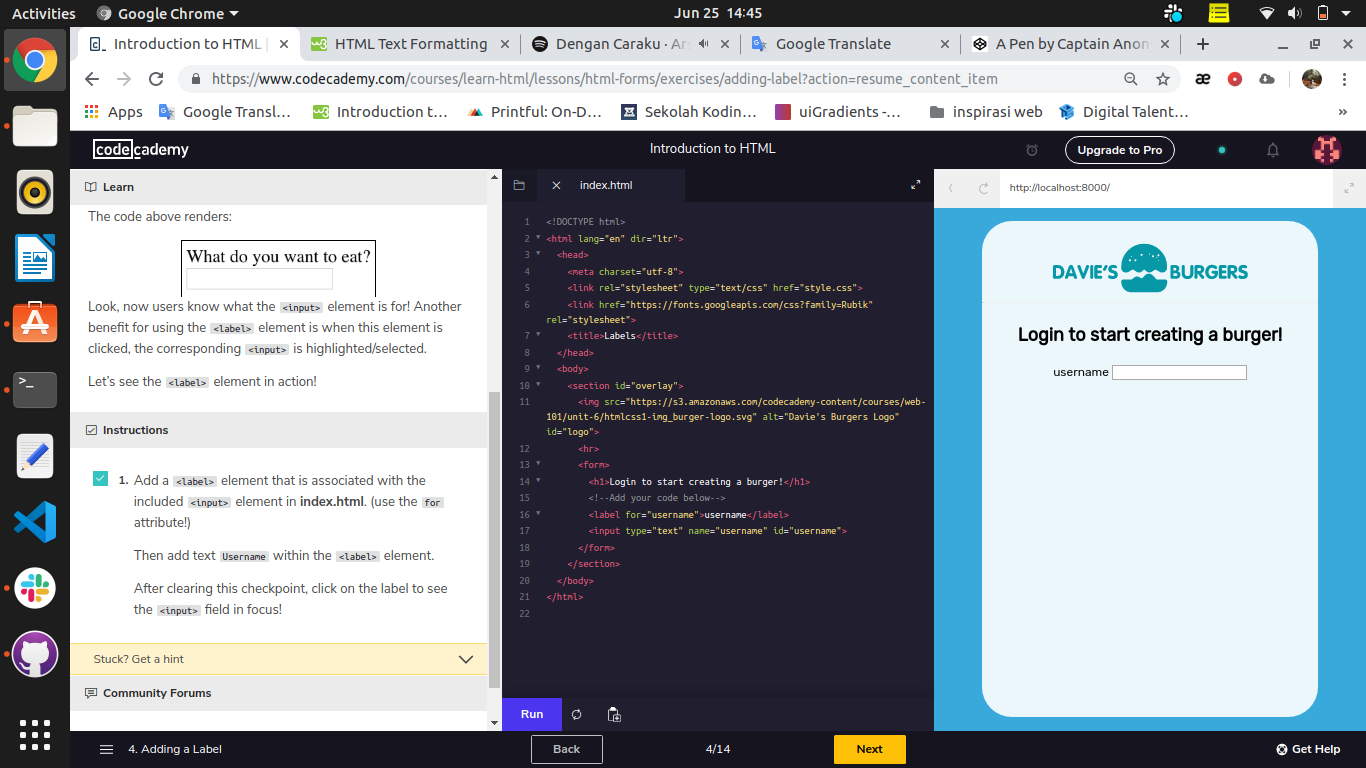 Activities Google Chrome Jun 25 14:45
Introduction to HTML | HTML Text Formatting Dengan Caraku · Ar Google Translate A Pen by Captain Anon
https://www.codecademy.com/courses/learn-html/lessons/html-forms/exercises/adding-label?action=resume_content_item
Apps Google Transl... Introduction t... Printful: On-D... Sekolah Kodin... uiGradients -... inspirasi web Digital Talent... »
codecademy Introduction to HTML Upgrade to Pro
Learn
The code above renders:
What do you want to eat?
Look, now users know what the <input> element is for! Another
benefit for using the <label> element is when this element is
clicked, the corresponding <input> is highlighted/selected.
Let's see the <label> element in action!
Instructions
1. Add a <label> element that is associated with the
included <input> element in index.html. (use the for
attribute!)
Then add text Username within the <label> element.
After clearing this checkpoint, click on the label to see
the <input> field in focus!
Stuck? Get a hint
Community Forums
index.html
1 <!DOCTYPE html>
2 <html lang="en" dir="ltr">
3 <head>
4 <meta charset="utf-8">
5 <link rel="stylesheet" type="text/css" href="style.css">
6 <link href="https://fonts.googleapis.com/css?family=Rubik"
rel="stylesheet">
7 <title>Labels</title>
8 </head>
9 <body>
10 <section id="overlay">
11 <img src="https://s3.amazonaws.com/codecademy-content/courses/web-
101/unit-6/htmlcss1-img_burger-logo.svg" alt="Davie's Burgers Logo"
id="logo">
12 <hr>
13 <form>
14 <h1>Login to start creating a burger!</h1>
15 <!--Add your code below-->
16 <label for="username">username</label>
17 <input type="text" name="username" id="username">
18 </form>
19 </section>
20 </body>
21 </html>
22
Run
http://localhost:8000/
DAVIE'S BURGERS
Login to start creating a burger!
username
4. Adding a Label Back 4/14 Next Get Help